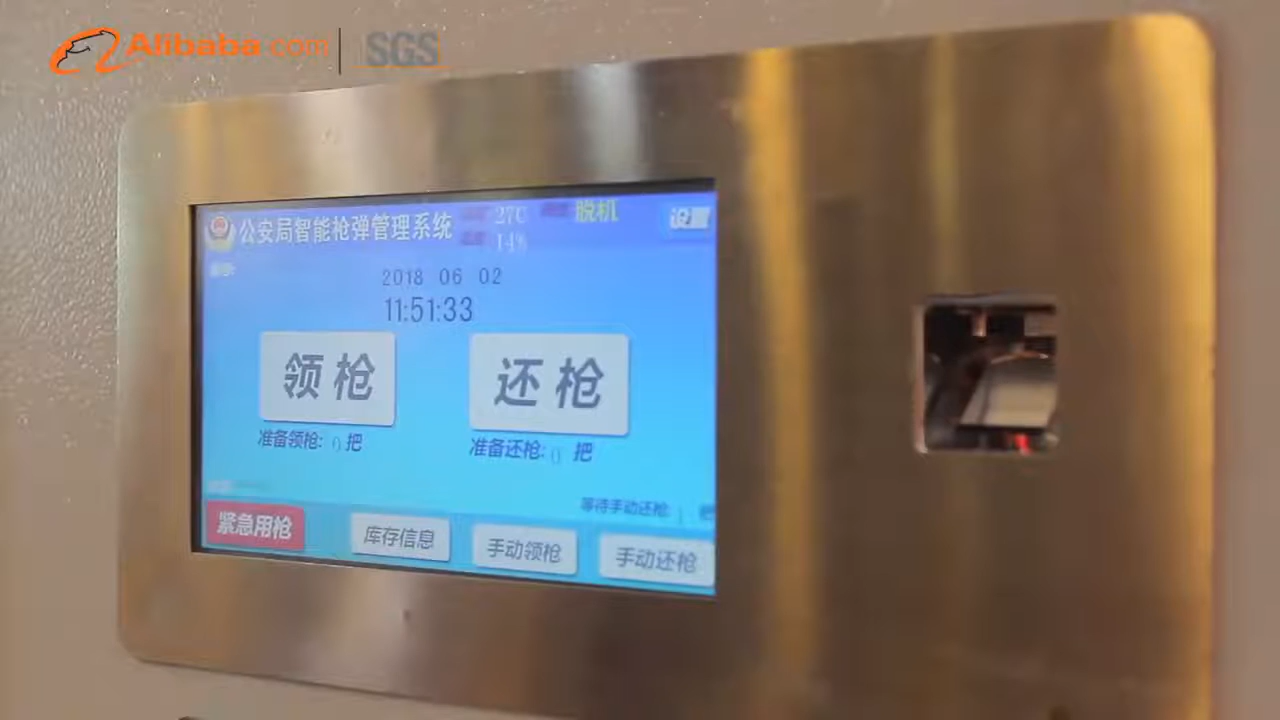 Alibaba.com | SGS
公安局智能枪弹管理系统
27C
脱机
设置
14%
2018 06 02
11:51:33
领枪
还枪
准备领枪: 0 把
准备还枪: 0 把
等待手动还枪
紧急用枪
库存信息
手动领枪
手动还枪